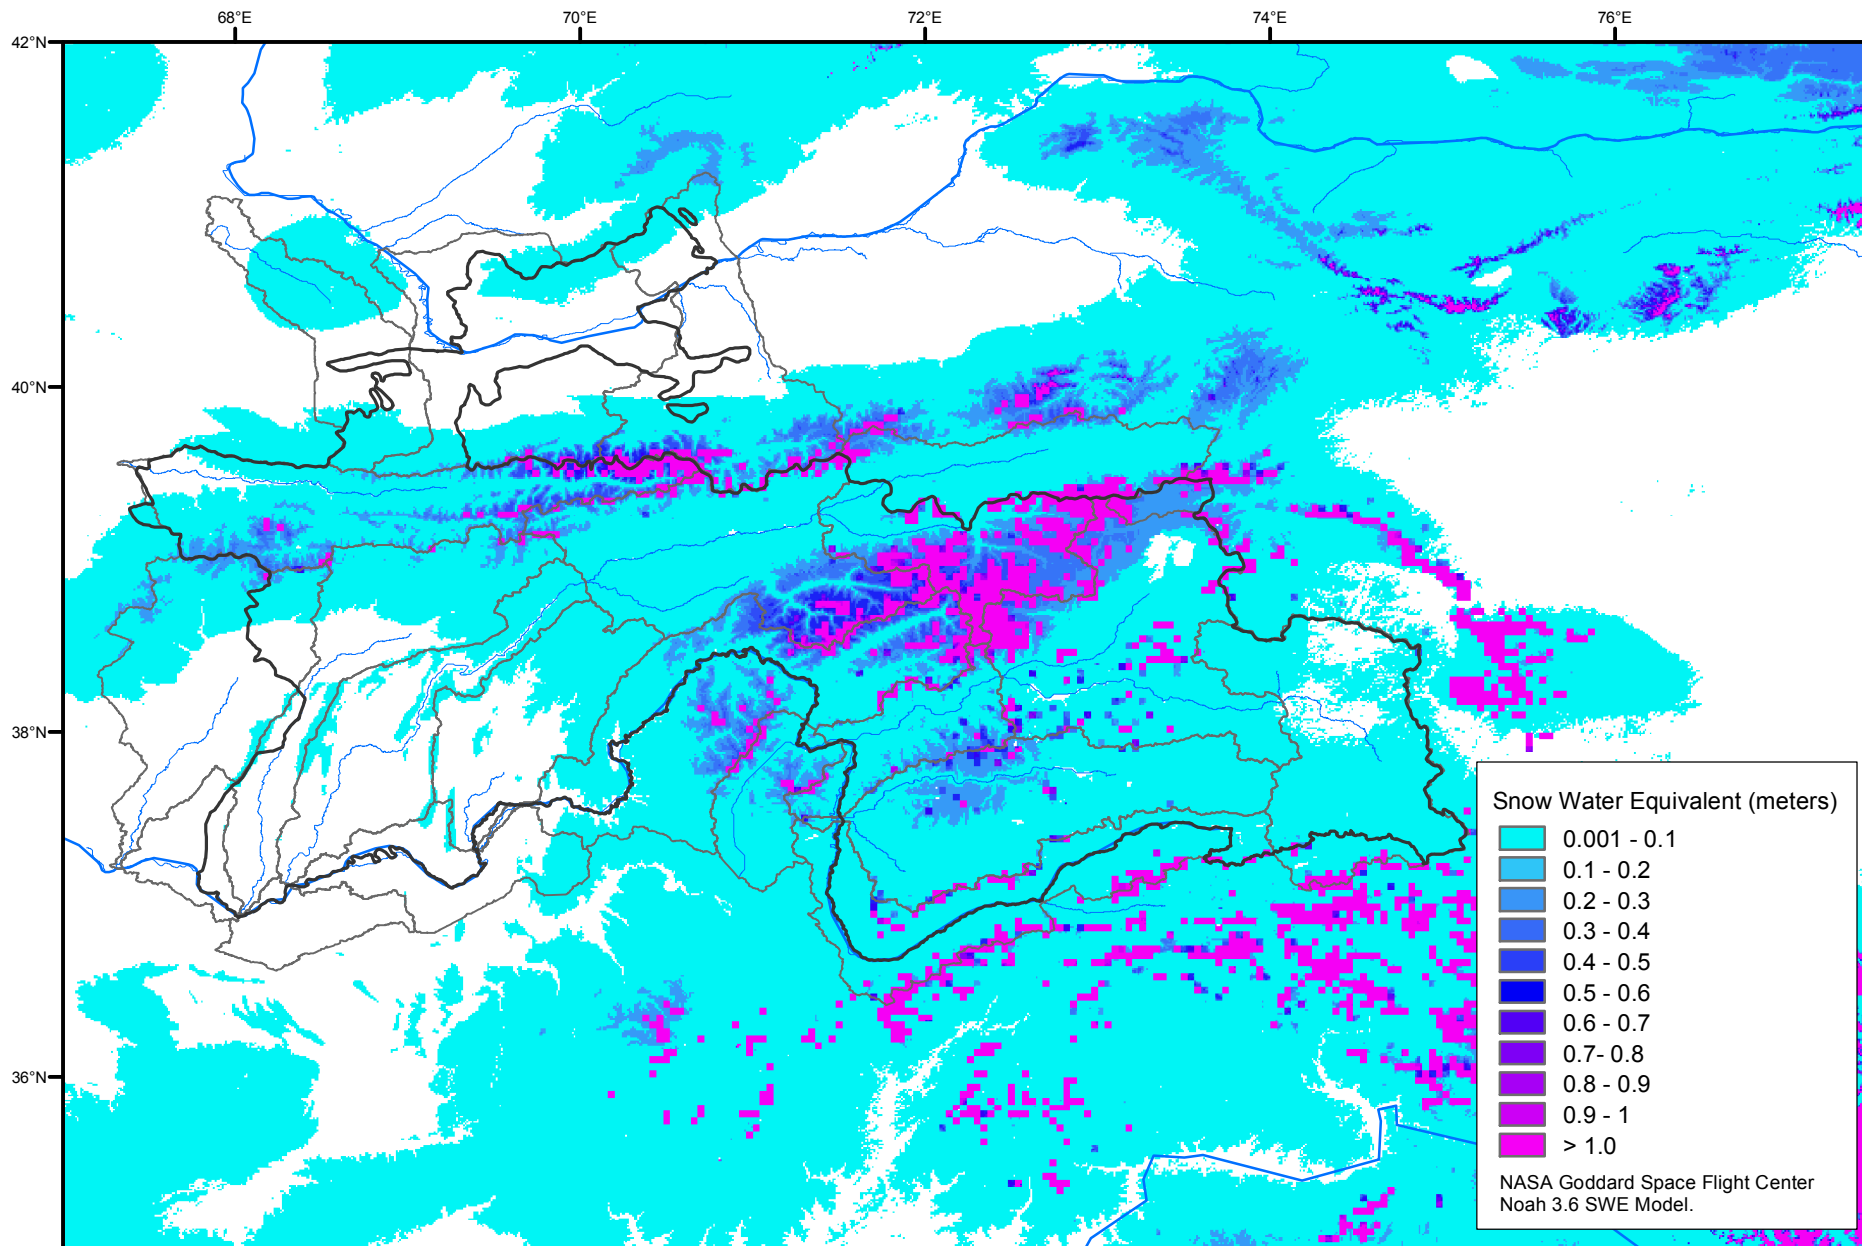 68°E 70°E 72°E 74°E 76°E
42°N
40°N
38°N
36°N
Snow Water Equivalent (meters)
0.001 - 0.1
0.1 - 0.2
0.2 - 0.3
0.3 - 0.4
0.4 - 0.5
0.5 - 0.6
0.6 - 0.7
0.7- 0.8
0.8 - 0.9
0.9 - 1
> 1.0
NASA Goddard Space Flight Center
Noah 3.6 SWE Model.